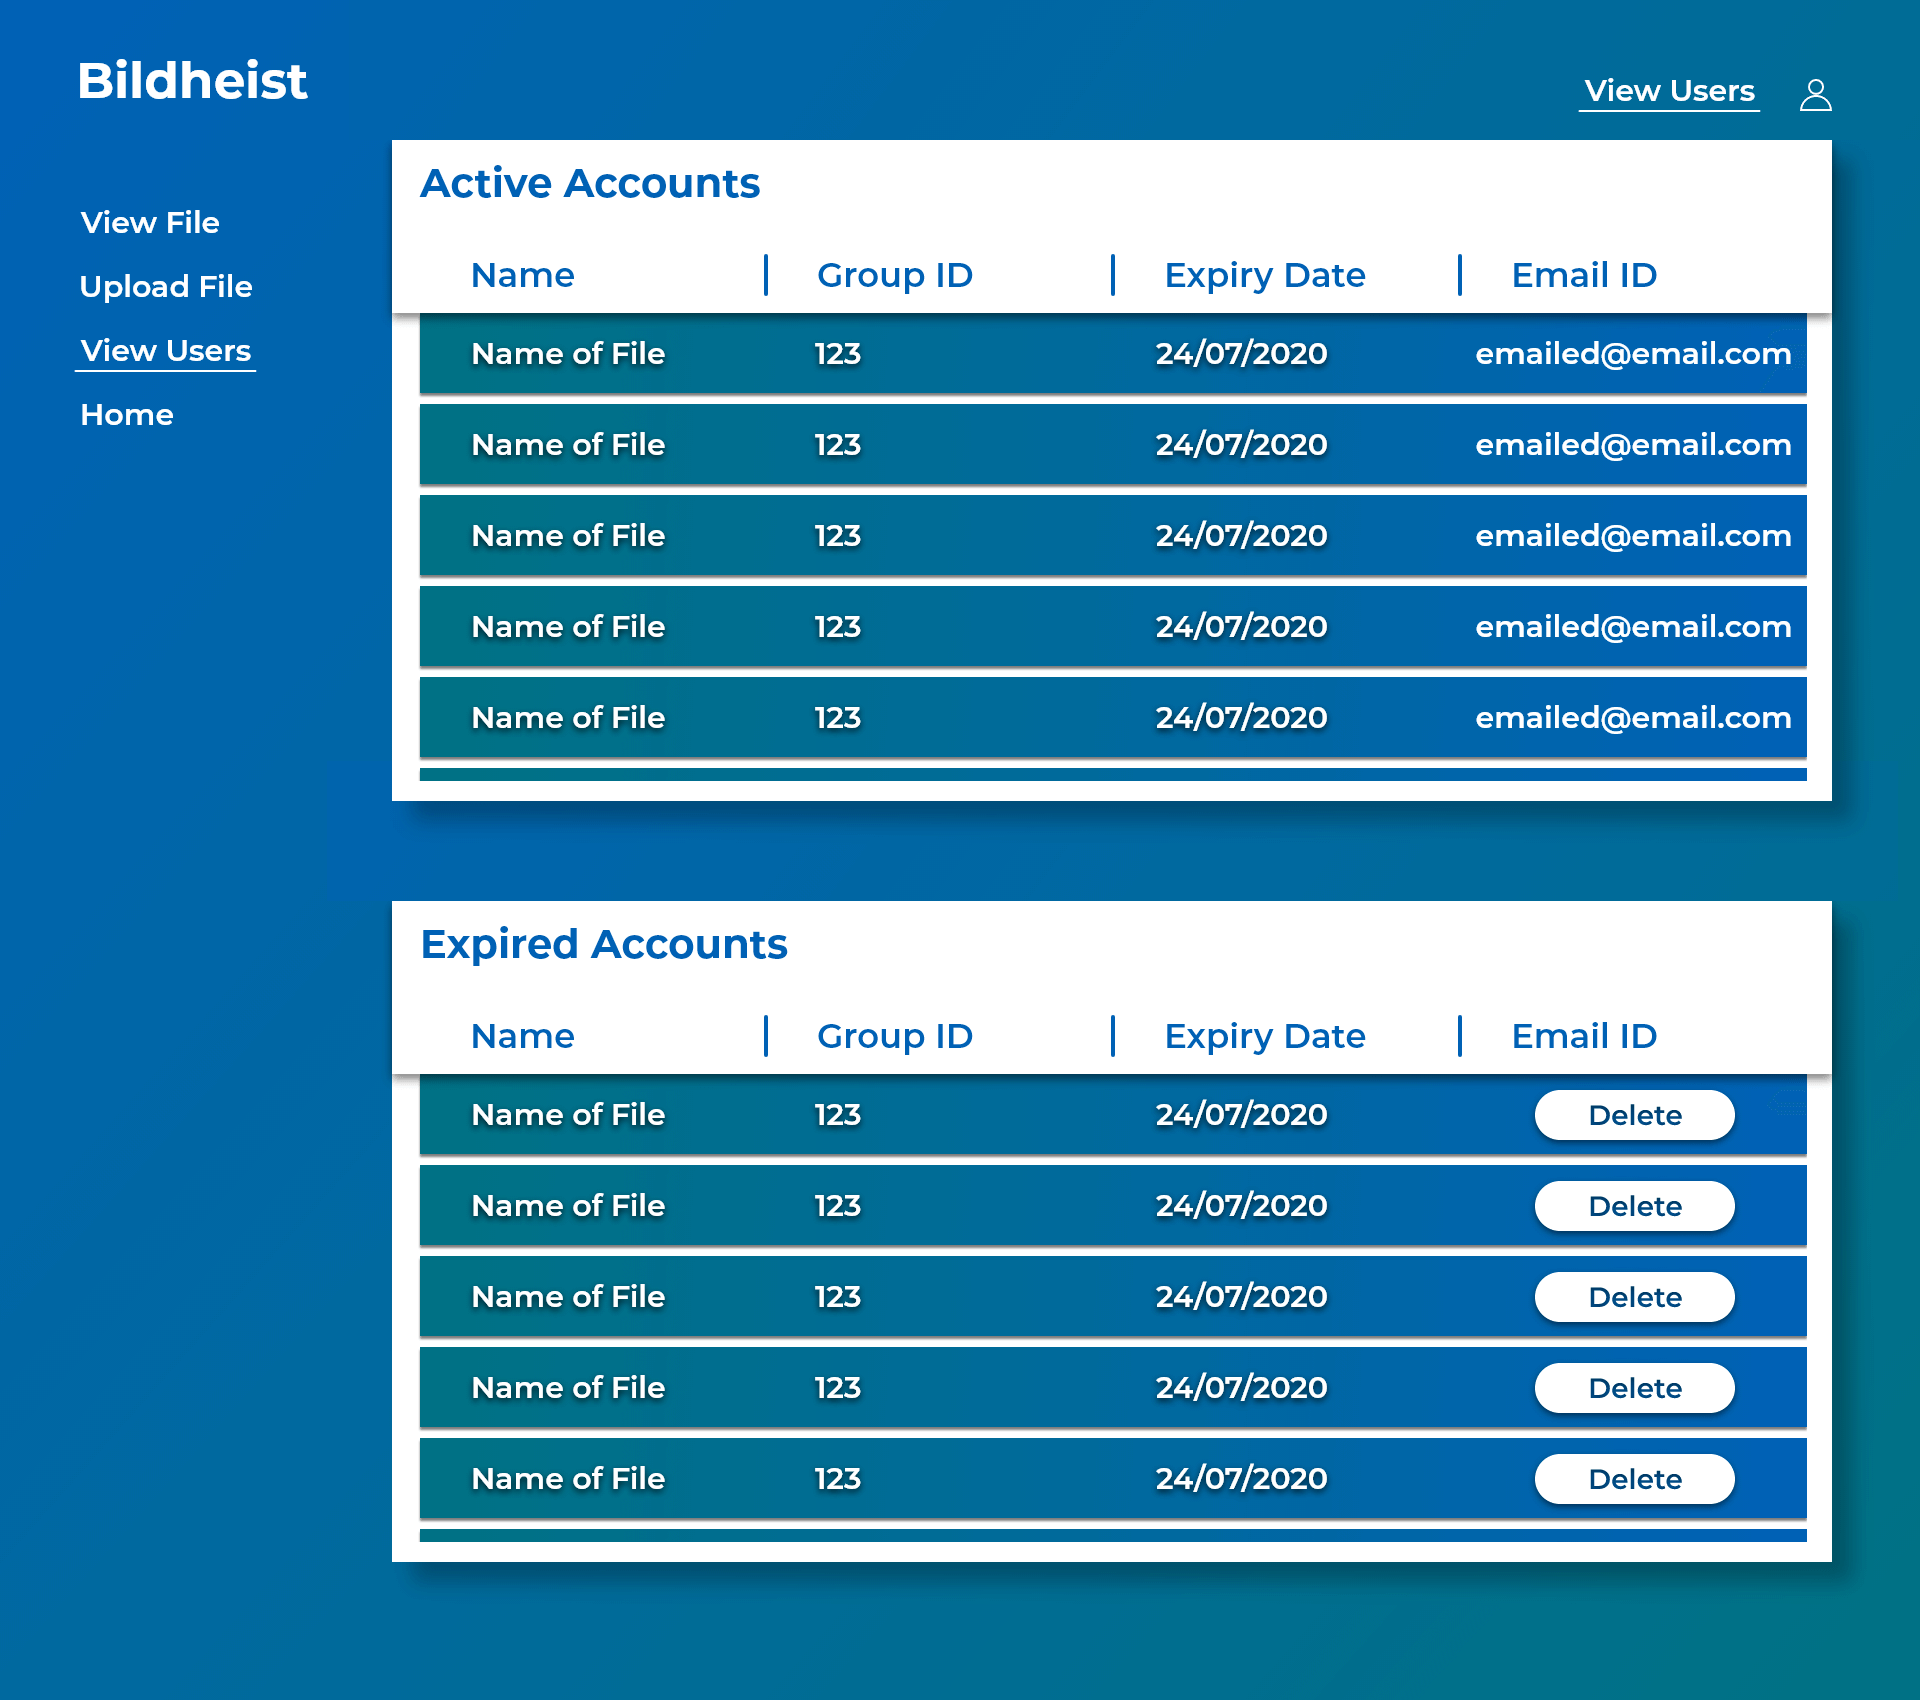 Bildheist
View Users
View File
Upload File
View Users
Home
Active Accounts
Name Group ID Expiry Date Email ID
Name of File 123 24/07/2020 emailed@email.com
Name of File 123 24/07/2020 emailed@email.com
Name of File 123 24/07/2020 emailed@email.com
Name of File 123 24/07/2020 emailed@email.com
Name of File 123 24/07/2020 emailed@email.com
Expired Accounts
Name Group ID Expiry Date Email ID
Name of File 123 24/07/2020 Delete
Name of File 123 24/07/2020 Delete
Name of File 123 24/07/2020 Delete
Name of File 123 24/07/2020 Delete
Name of File 123 24/07/2020 Delete